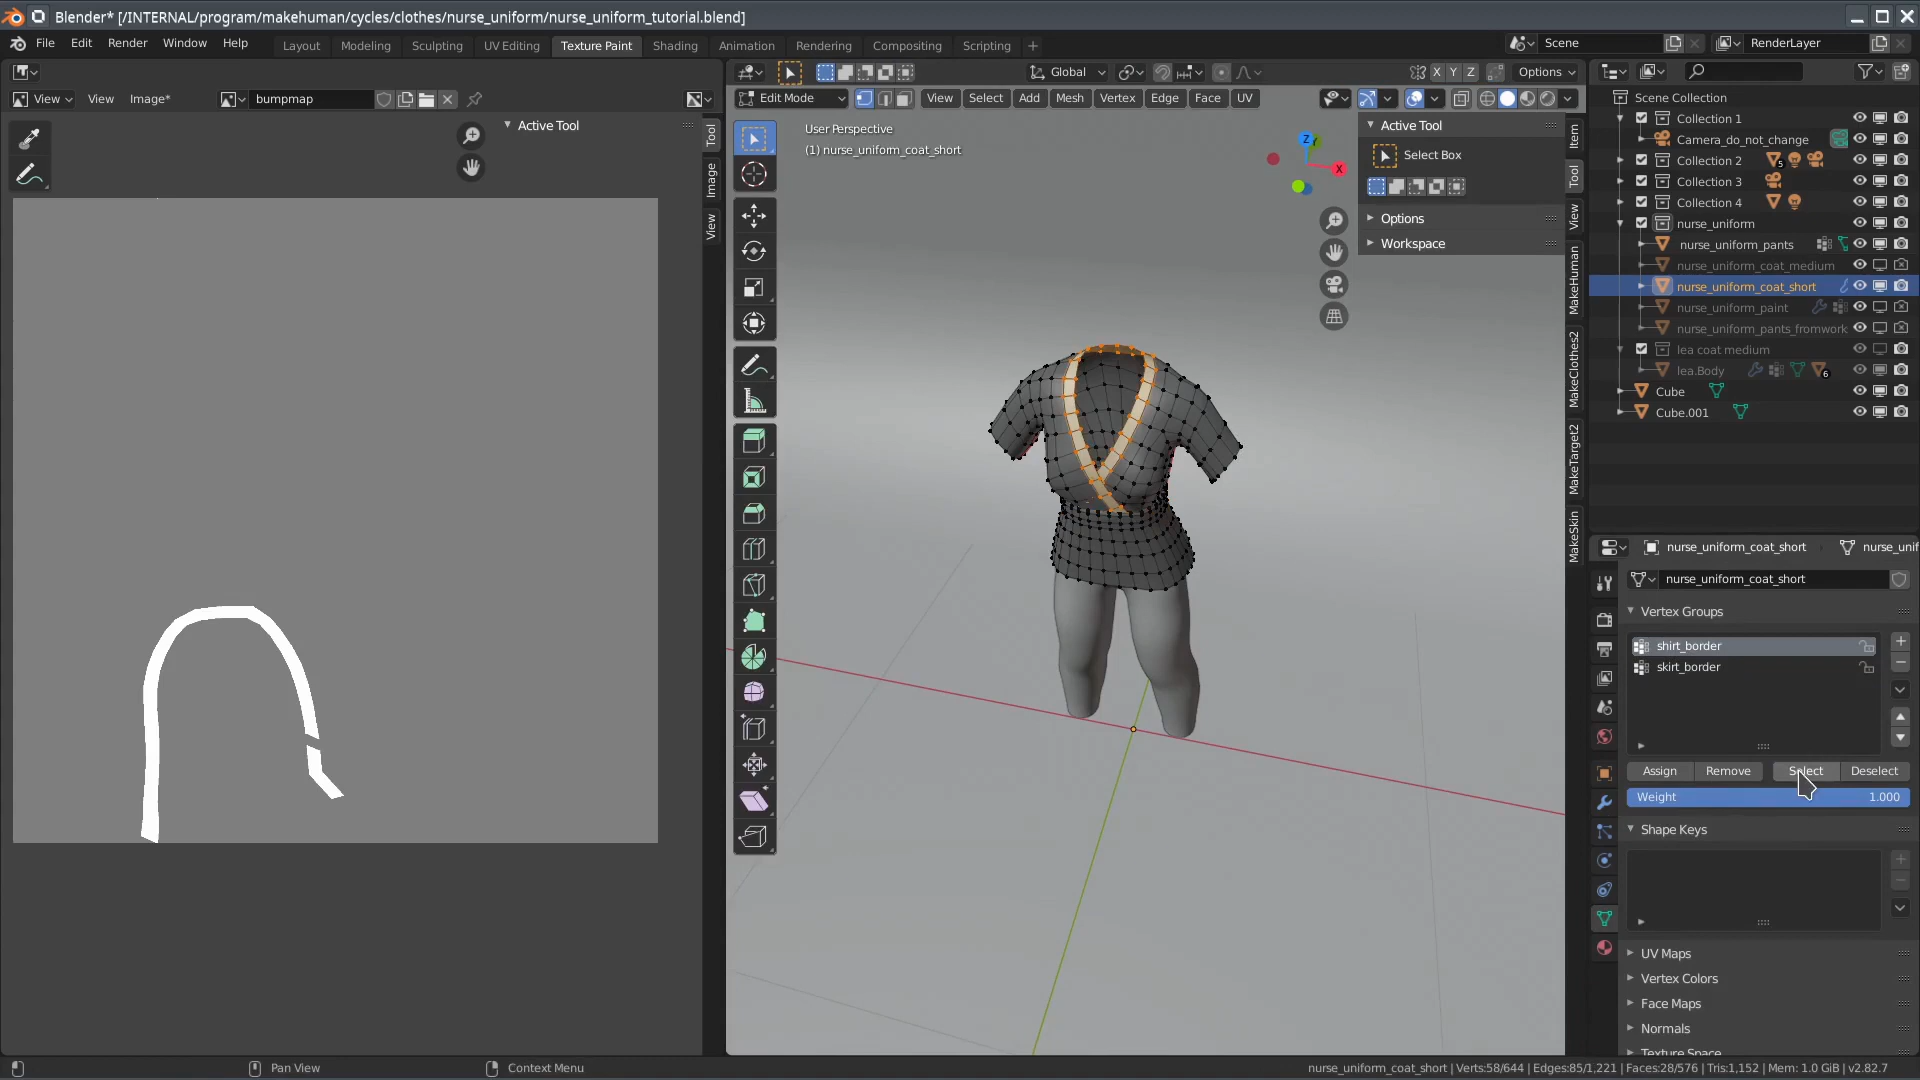 Blender* [/INTERNAL/program/makehuman/cycles/clothes/nurse_uniform/nurse_uniform_tutorial.blend]
File Edit Render Window Help Layout Modeling Sculpting UV Editing Texture Paint Shading Animation Rendering Compositing Scripting Scene RenderLayer
Global X Y Z Options
View View Image* bumpmap
Edit Mode View Select Add Mesh Vertex Edge Face UV
Scene Collection
Active Tool
Tool
Image
View
User Perspective
(1) nurse_uniform_coat_short
Z
X
Active Tool
Select Box
Options
Workspace
Item
Tool
View
MakeHuman
MakeClothes2
MakeTarget2
MakeSkin
Collection 1
Camera_do_not_change
Collection 2 5
Collection 3
Collection 4
nurse_uniform
nurse_uniform_pants
nurse_uniform_coat_medium
nurse_uniform_coat_short
nurse_uniform_paint
nurse_uniform_pants_fromwork
lea coat medium
lea.Body 6
Cube
Cube.001
nurse_uniform_coat_short nurse_unif
nurse_uniform_coat_short
Vertex Groups
shirt_border
skirt_border
Assign Remove Select Deselect
Weight 1.000
Shape Keys
UV Maps
Vertex Colors
Face Maps
Normals
Texture Space
Pan View Context Menu nurse_uniform_coat_short | Verts:58/644 | Edges:85/1,221 | Faces:28/576 | Tris:1,152 | Mem: 1.0 GiB | v2.82.7